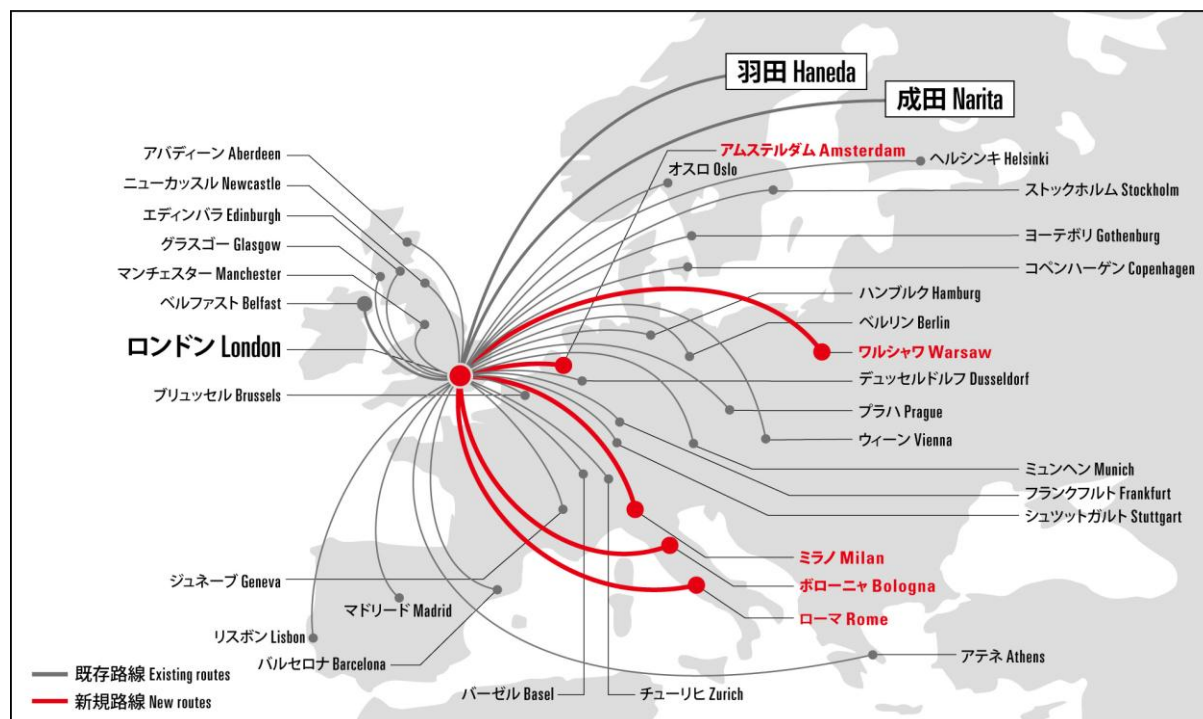 羽田 Haneda
成田 Narita
アムステルダム Amsterdam
オスロ Oslo
ヘルシンキ Helsinki
ストックホルム Stockholm
ヨーテボリ Gothenburg
コペンハーゲン Copenhagen
ハンブルク Hamburg
ベルリン Berlin
ワルシャワ Warsaw
デュッセルドルフ Dusseldorf
プラハ Prague
ウィーン Vienna
ミュンヘン Munich
フランクフルト Frankfurt
シュツットガルト Stuttgart
ミラノ Milan
ボローニャ Bologna
ローマ Rome
アテネ Athens
アバディーン Aberdeen
ニューカッスル Newcastle
エディンバラ Edinburgh
グラスゴー Glasgow
マンチェスター Manchester
ベルファスト Belfast
ロンドン London
ブリュッセル Brussels
ジュネーブ Geneva
マドリード Madrid
リスボン Lisbon
バルセロナ Barcelona
バーゼル Basel
チューリヒ Zurich
既存路線 Existing routes
新規路線 New routes